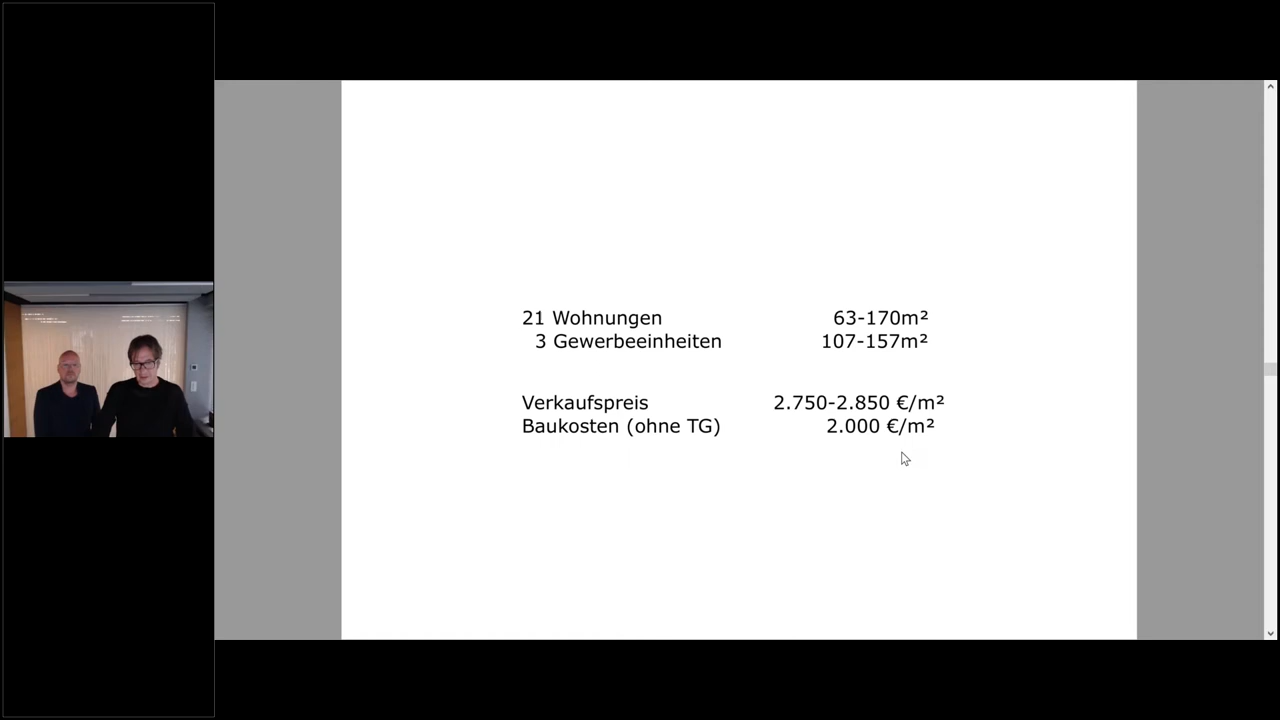 21 Wohnungen 63-170m²
3 Gewerbeeinheiten 107-157m²
Verkaufspreis 2.750-2.850 €/m²
Baukosten (ohne TG) 2.000 €/m²